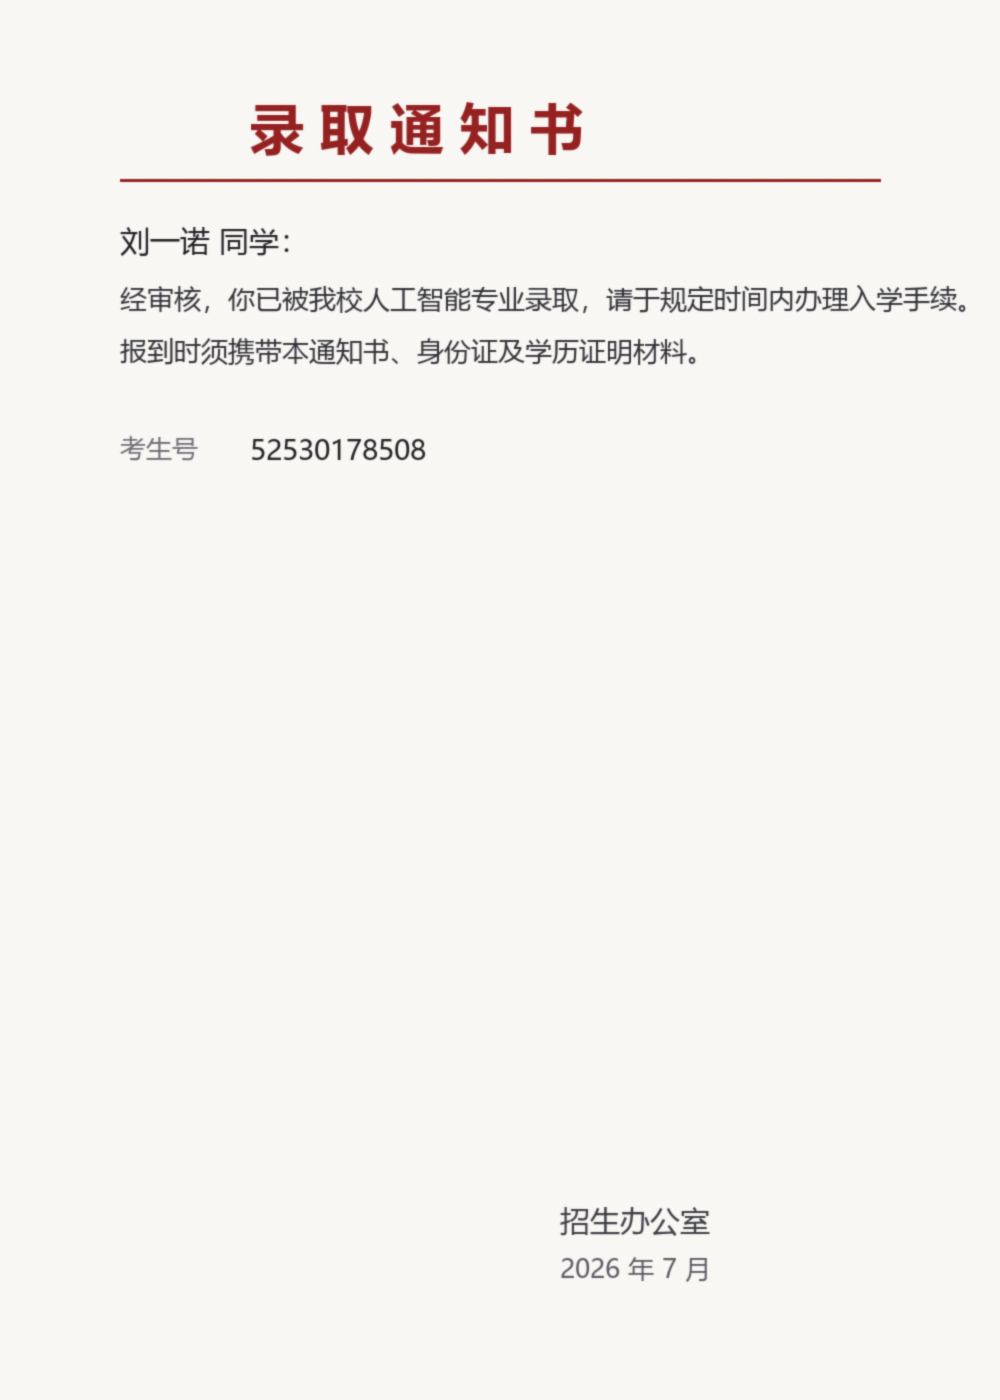 录取通知书
刘一诺 同学：
经审核，你已被我校人工智能专业录取，请于规定时间内办理入学手续。
报到时须携带本通知书、身份证及学历证明材料。
考生号 52530178508
招生办公室
2026 年 7 月